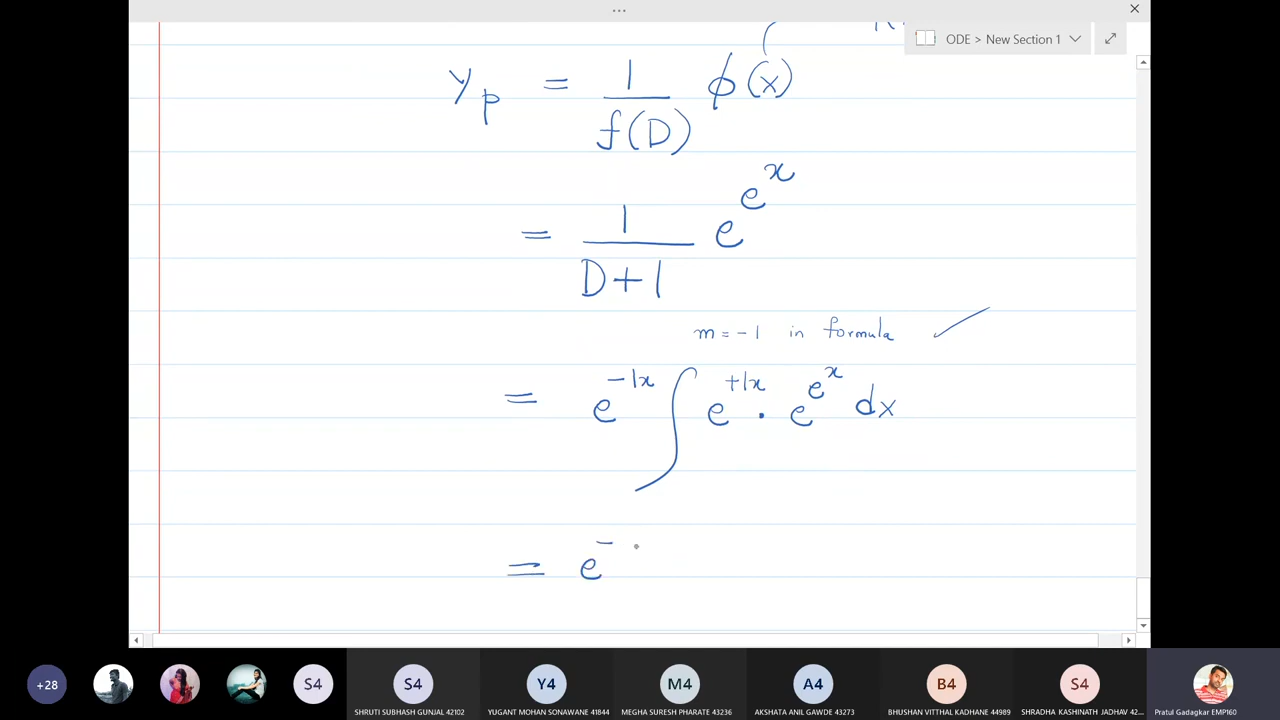 ODE > New Section 1
y_p = 1/f(D) ϕ(x)
= 1/(D+1) e^{e^x}
m = -1 in formula ✓
= e^{-1x} ∫ e^{+1x} · e^{e^x} dx
= e^-
+28 S4 S4 Y4 M4 A4 B4 S4
SHRUTI SUBHASH GUNJAL 42102 YUGANT MOHAN SONAWANE 41844 MEGHA SURESH PHARATE 43236 AKSHATA ANIL GAWDE 43273 BHUSHAN VITTHAL KADHANE 44989 SHRADHA KASHINATH JADHAV 42... Pratul Gadagkar EMP160